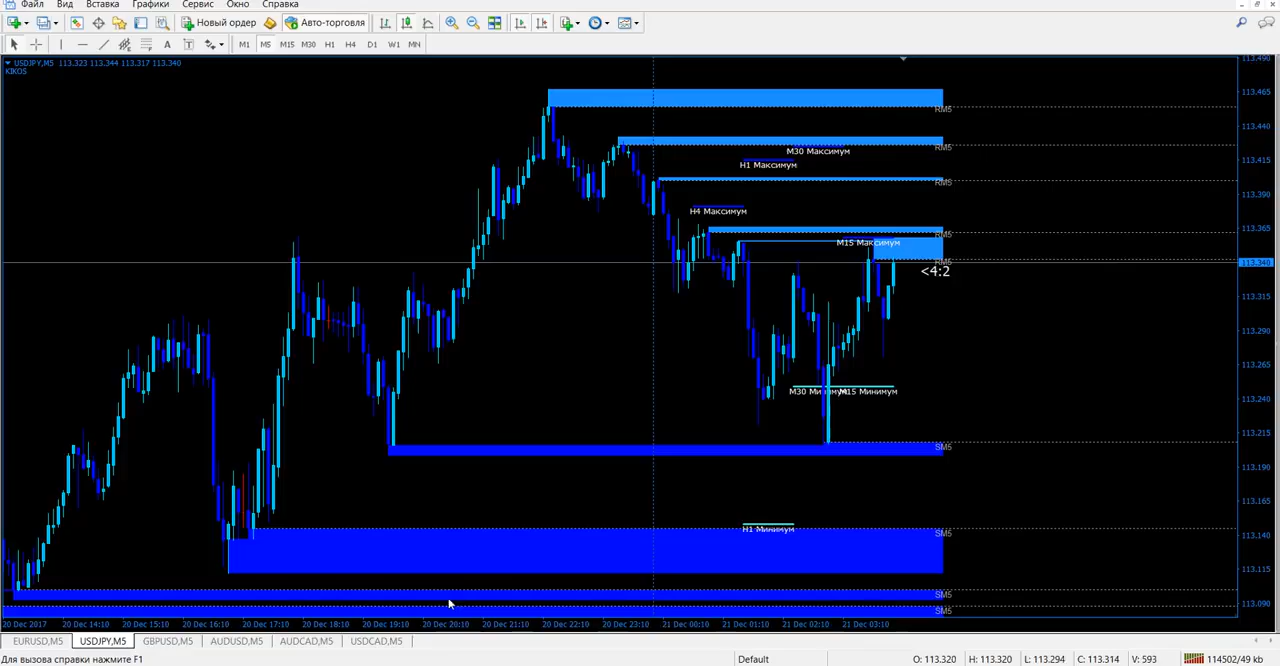 Файл Вид Вставка Графики Сервис Окно Справка
Новый ордер Авто-торговля
A T M1 M5 M15 M30 H1 H4 D1 W1 MN
USDJPY,M5 113.323 113.344 113.317 113.340
KIKOS
113.490
113.465
RM5
113.440
RM5
M30 Максимум
113.415
H1 Максимум
RM5
113.390
H4 Максимум
113.365
RM5
M15 Максимум
RM5
113.340
<4:2
113.315
113.290
113.265
M30 Минимум
M15 Минимум
113.240
113.215
SM5
113.190
113.165
H1 Минимум
SM5
113.140
113.115
SM5
113.090
SM5
20 Dec 2017 20 Dec 14:10 20 Dec 15:10 20 Dec 16:10 20 Dec 17:10 20 Dec 18:10 20 Dec 19:10 20 Dec 20:10 20 Dec 21:10 20 Dec 22:10 20 Dec 23:10 21 Dec 00:10 21 Dec 01:10 21 Dec 02:10 21 Dec 03:10
EURUSD,M5 USDJPY,M5 GBPUSD,M5 AUDUSD,M5 AUDCAD,M5 USDCAD,M5
Для вызова справки нажмите F1 Default O: 113.320 H: 113.320 L: 113.294 C: 113.314 V: 593 114502/49 kb